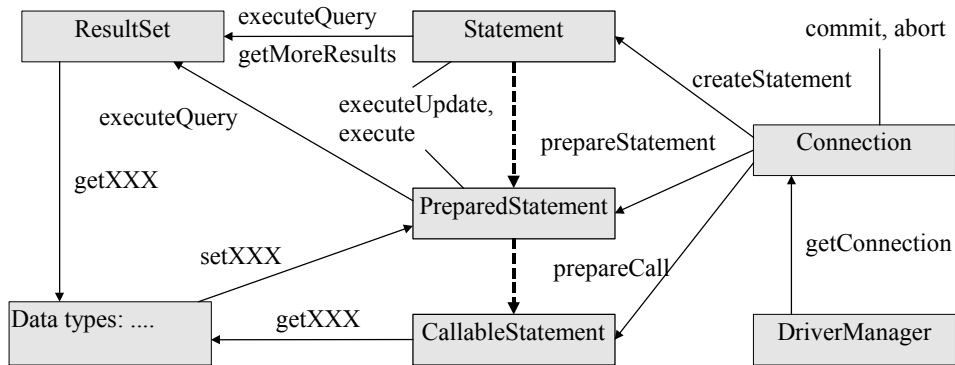 executeQuery
ResultSet
Statement
commit, abort
getMoreResults
createStatement
executeUpdate,
execute
executeQuery
prepareStatement
Connection
getXXX
PreparedStatement
setXXX
getConnection
prepareCall
Data types: ....
getXXX
CallableStatement
DriverManager